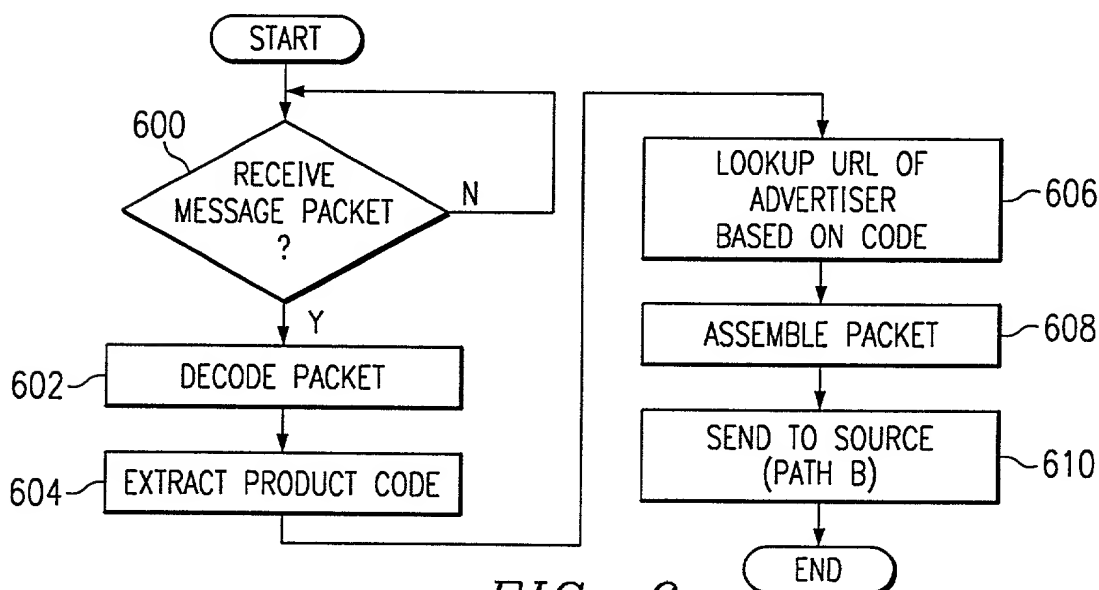 START
600
RECEIVE
MESSAGE PACKET
?
N
Y
602
DECODE PACKET
604
EXTRACT PRODUCT CODE
LOOKUP URL OF
ADVERTISER
BASED ON CODE
606
ASSEMBLE PACKET
608
SEND TO SOURCE
(PATH B)
610
END
FIG.